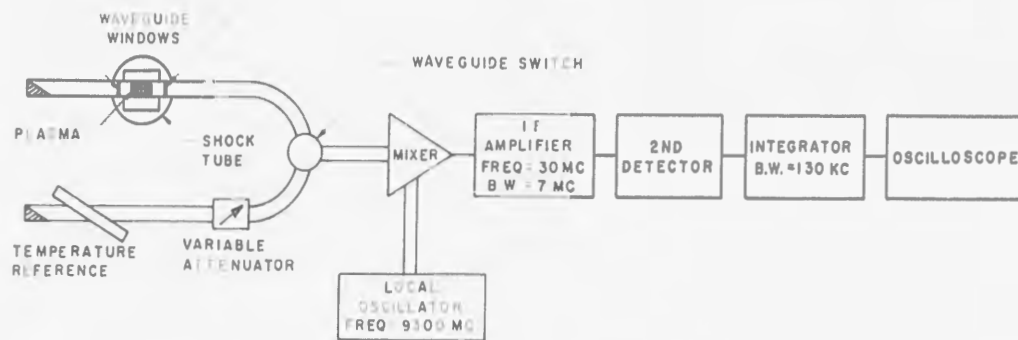 WAVEGUIDE
WINDOWS
WAVEGUIDE SWITCH
PLASMA
SHOCK
TUBE
MIXER
I F
AMPLIFIER
FREQ = 30 MC
B W = 7 MC
2ND
DETECTOR
INTEGRATOR
B.W. = 130 KC
OSCILLOSCOPE
TEMPERATURE
REFERENCE
VARIABLE
ATTENUATOR
LOCAL
OSCILLATOR
FREQ = 9300 MC